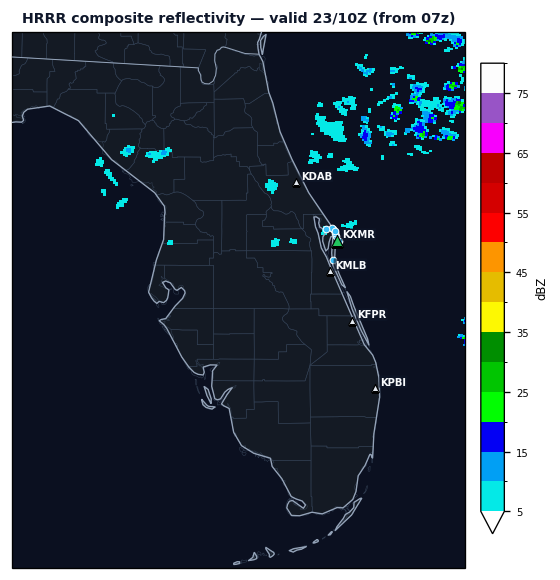 HRRR composite reflectivity — valid 23/10Z (from 07z)
KDAB
KXMR
KMLB
KFPR
KPBI
75
65
55
45
35
25
15
5
dBZ